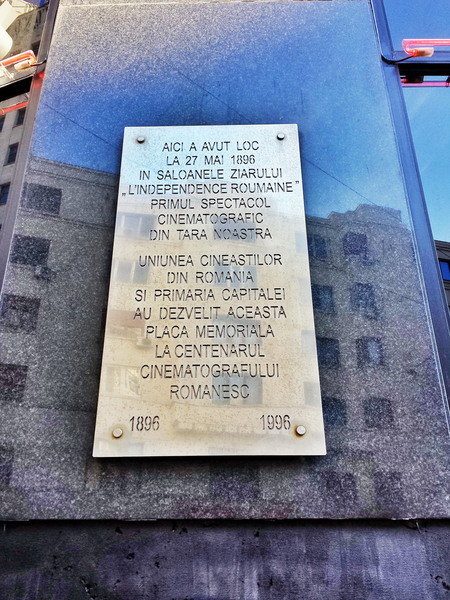 AICI A AVUT LOC
LA 27 MAI 1896
IN SALOANELE ZIARULUI
„L'INDEPENDENCE ROUMAINE”
PRIMUL SPECTACOL
CINEMATOGRAFIC
DIN TARA NOASTRA
UNIUNEA CINEASTILOR
DIN ROMANIA
SI PRIMARIA CAPITALEI
AU DEZVELIT ACEASTA
PLACA MEMORIALA
LA CENTENARUL
CINEMATOGRAFULUI
ROMANESC
1896 1996